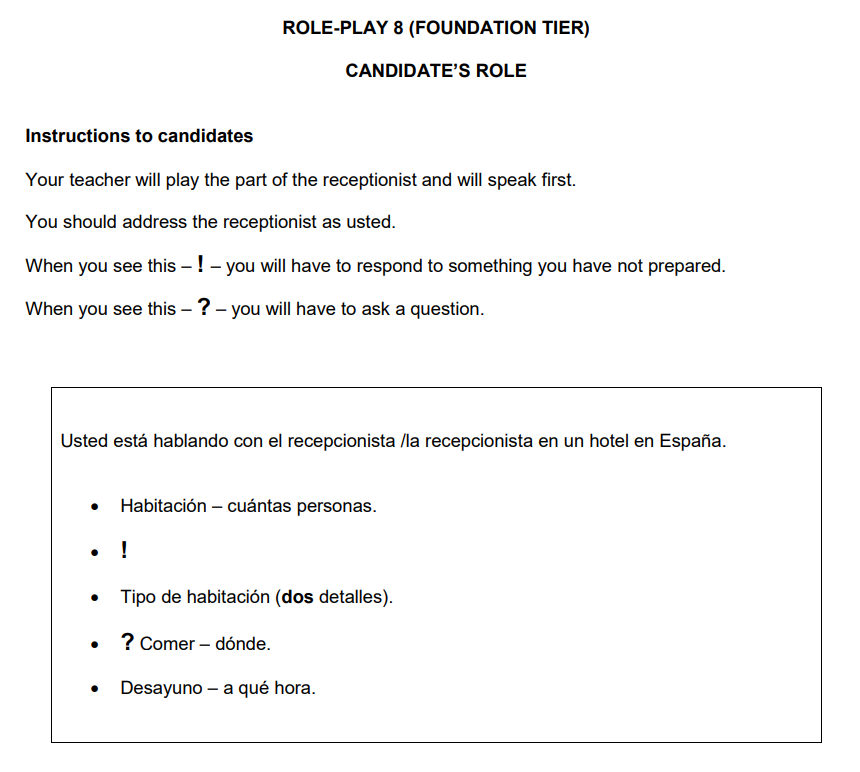 ROLE-PLAY 8 (FOUNDATION TIER)
CANDIDATE'S ROLE
Instructions to candidates
Your teacher will play the part of the receptionist and will speak first.
You should address the receptionist as usted.
When you see this – ! – you will have to respond to something you have not prepared.
When you see this – ? – you will have to ask a question.
Usted está hablando con el recepcionista /la recepcionista en un hotel en España.
• Habitación – cuántas personas.
• !
• Tipo de habitación (dos detalles).
• ? Comer – dónde.
• Desayuno – a qué hora.